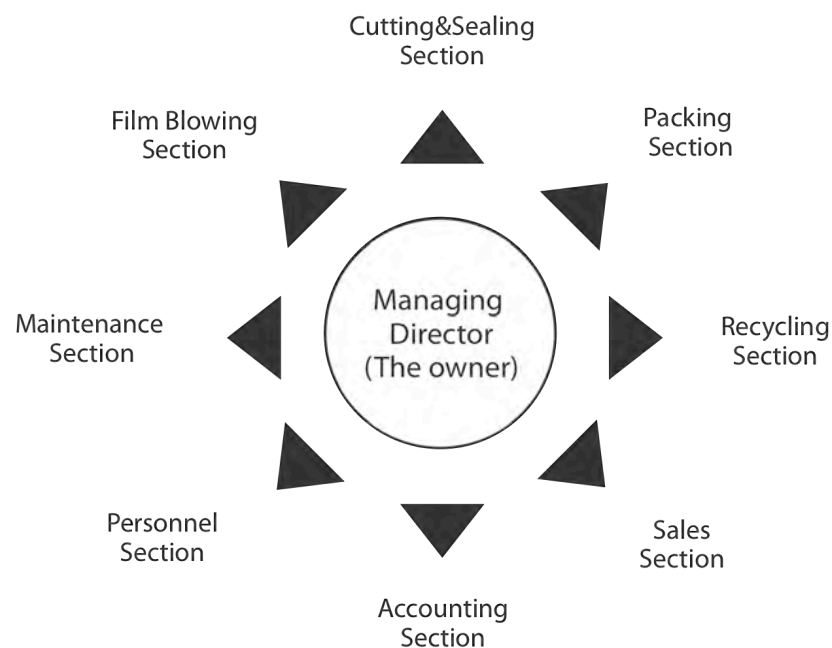 Cutting&Sealing
Section
Film Blowing
Section
Packing
Section
Managing
Director
(The owner)
Maintenance
Section
Recycling
Section
Personnel
Section
Sales
Section
Accounting
Section